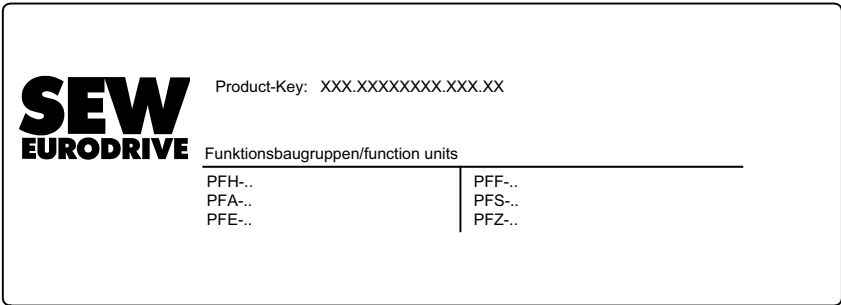 SEW
EURODRIVE
Product-Key: XXX.XXXXXXXX.XXX.XX
Funktionsbaugruppen/function units
PFH-..
PFA-..
PFE-..
PFF-..
PFS-..
PFZ-..